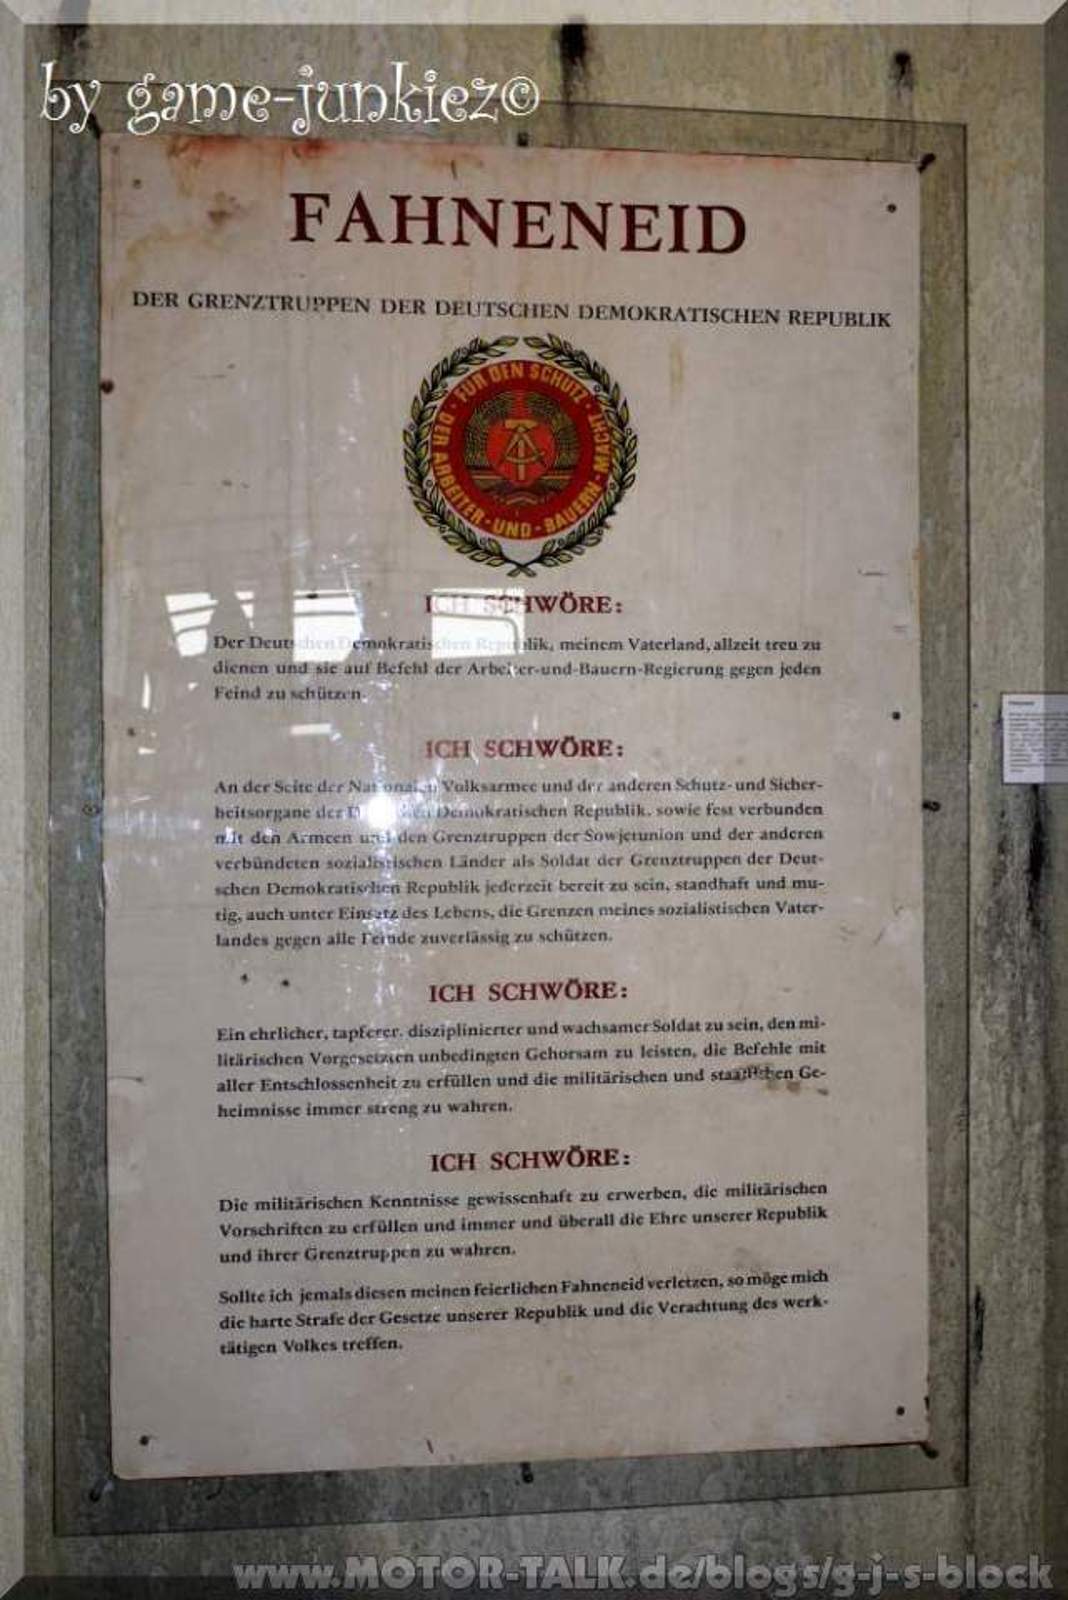 by game-junkiez©
FAHNENEID
DER GRENZTRUPPEN DER DEUTSCHEN DEMOKRATISCHEN REPUBLIK
FÜR DEN SCHUTZ · DER ARBEITER-UND-BAUERN-MACHT
ICH SCHWÖRE:
Der Deutschen Demokratischen Republik, meinem Vaterland, allzeit treu zu
dienen und sie auf Befehl der Arbeiter-und-Bauern-Regierung gegen jeden
Feind zu schützen.
ICH SCHWÖRE:
An der Seite der Nationalen Volksarmee und der anderen Schutz- und Sicher-
heitsorgane der Deutschen Demokratischen Republik, sowie fest verbunden
mit den Armeen und den Grenztruppen der Sowjetunion und der anderen
verbündeten sozialistischen Länder als Soldat der Grenztruppen der Deut-
schen Demokratischen Republik jederzeit bereit zu sein, standhaft und mu-
tig, auch unter Einsatz des Lebens, die Grenzen meines sozialistischen Vater-
landes gegen alle Feinde zuverlässig zu schützen.
ICH SCHWÖRE:
Ein ehrlicher, tapferer, disziplinierter und wachsamer Soldat zu sein, den mi-
litärischen Vorgesetzten unbedingten Gehorsam zu leisten, die Befehle mit
aller Entschlossenheit zu erfüllen und die militärischen und staatlichen Ge-
heimnisse immer streng zu wahren.
ICH SCHWÖRE:
Die militärischen Kenntnisse gewissenhaft zu erwerben, die militärischen
Vorschriften zu erfüllen und immer und überall die Ehre unserer Republik
und ihrer Grenztruppen zu wahren.
Sollte ich jemals diesen meinen feierlichen Fahneneid verletzen, so möge mich
die harte Strafe der Gesetze unserer Republik und die Verachtung des werk-
tätigen Volkes treffen.
www.MOTOR-TALK.de/blogs/g-j-s-block